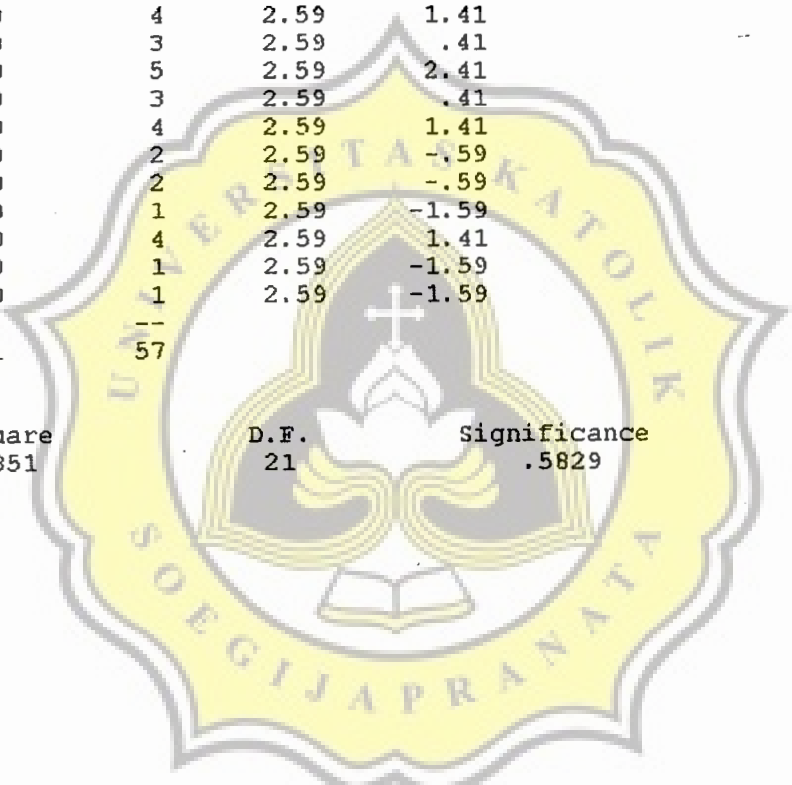 4 2.59 1.41
3 2.59 .41
5 2.59 2.41
3 2.59 .41
4 2.59 1.41
2 2.59 -.59
2 2.59 -.59
1 2.59 -1.59
4 2.59 1.41
1 2.59 -1.59
1 2.59 -1.59
--
57
D.F. Significance
21 .5829
UNIVERSITAS KATOLIK
SOEGIJAPRANATA